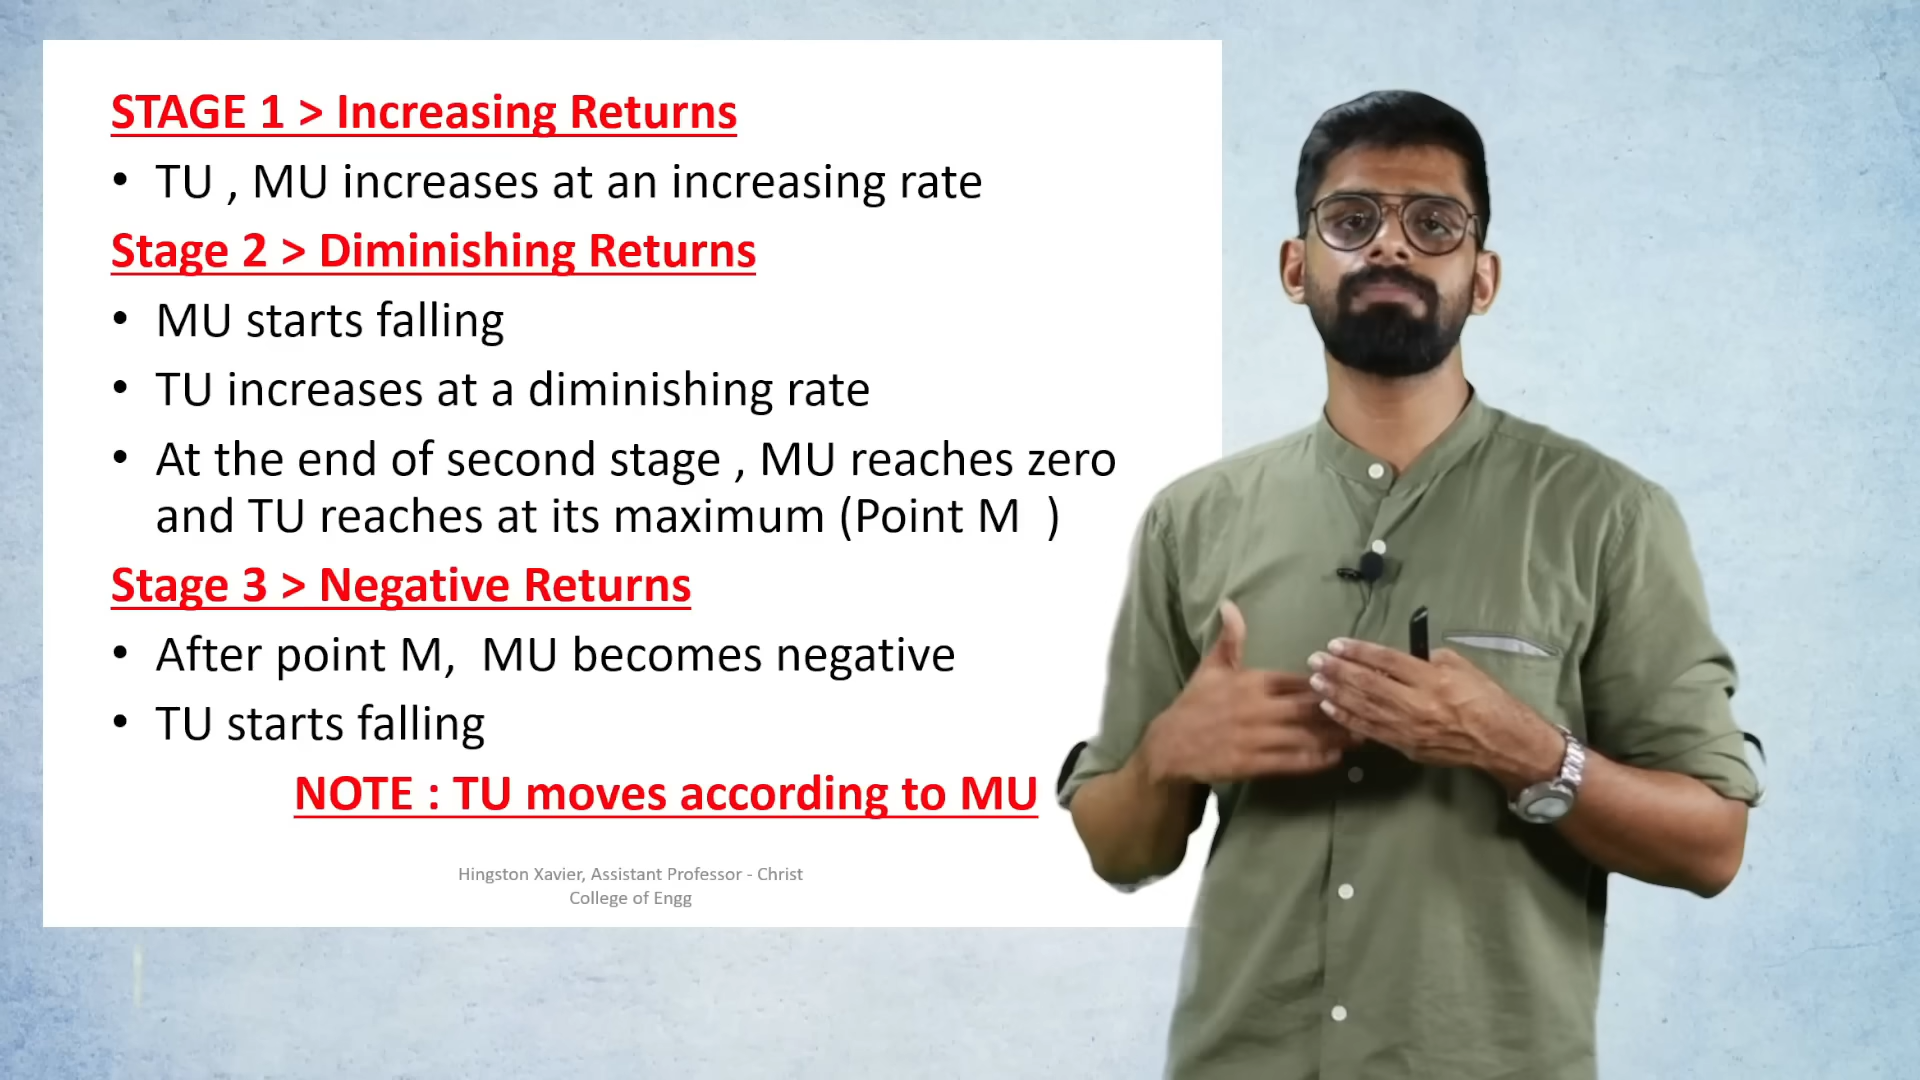 STAGE 1 > Increasing Returns
• TU , MU increases at an increasing rate
Stage 2 > Diminishing Returns
• MU starts falling
• TU increases at a diminishing rate
• At the end of second stage , MU reaches zero
and TU reaches at its maximum (Point M  )
Stage 3 > Negative Returns
• After point M,  MU becomes negative
• TU starts falling
NOTE : TU moves according to MU
Hingston Xavier, Assistant Professor - Christ
College of Engg